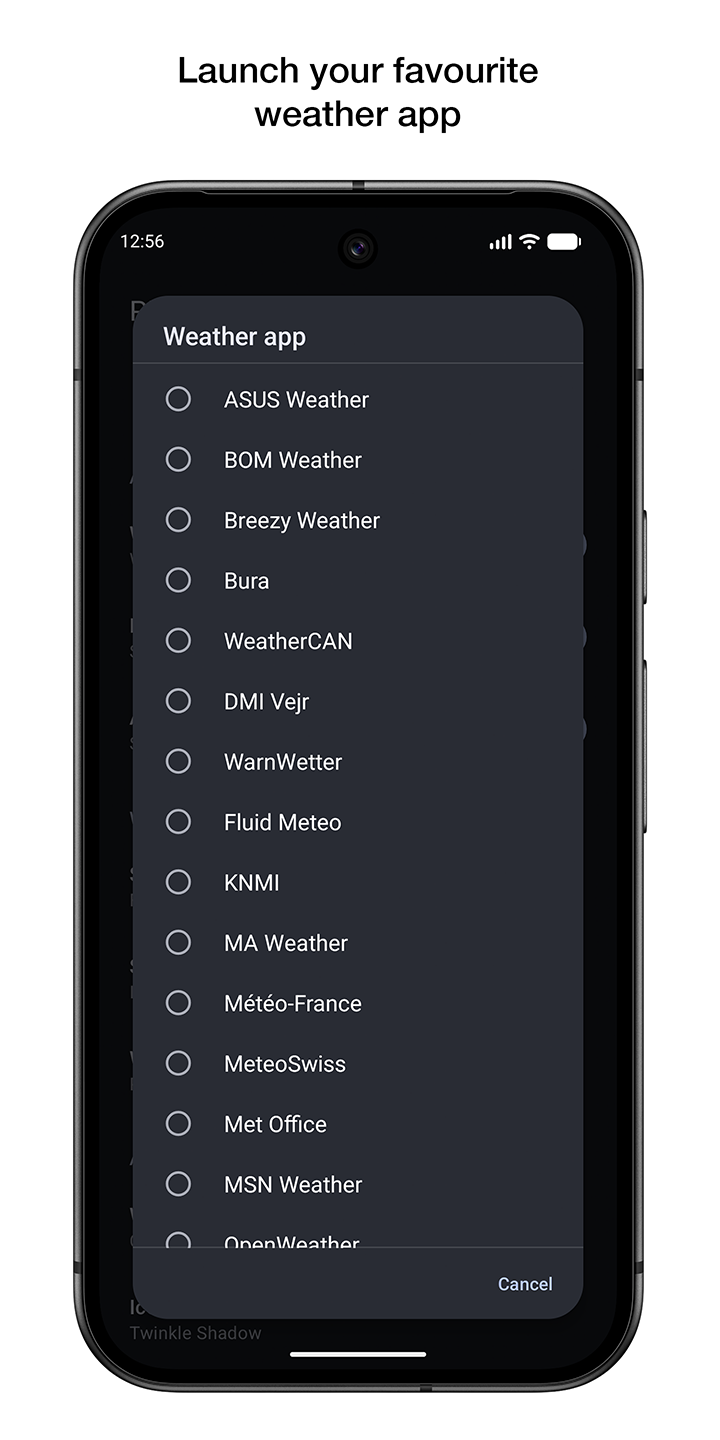 Launch your favourite
weather app
12:56
Weather app
ASUS Weather
BOM Weather
Breezy Weather
Bura
WeatherCAN
DMI Vejr
WarnWetter
Fluid Meteo
KNMI
MA Weather
Météo-France
MeteoSwiss
Met Office
MSN Weather
OpenWeather
Cancel
Twinkle Shadow